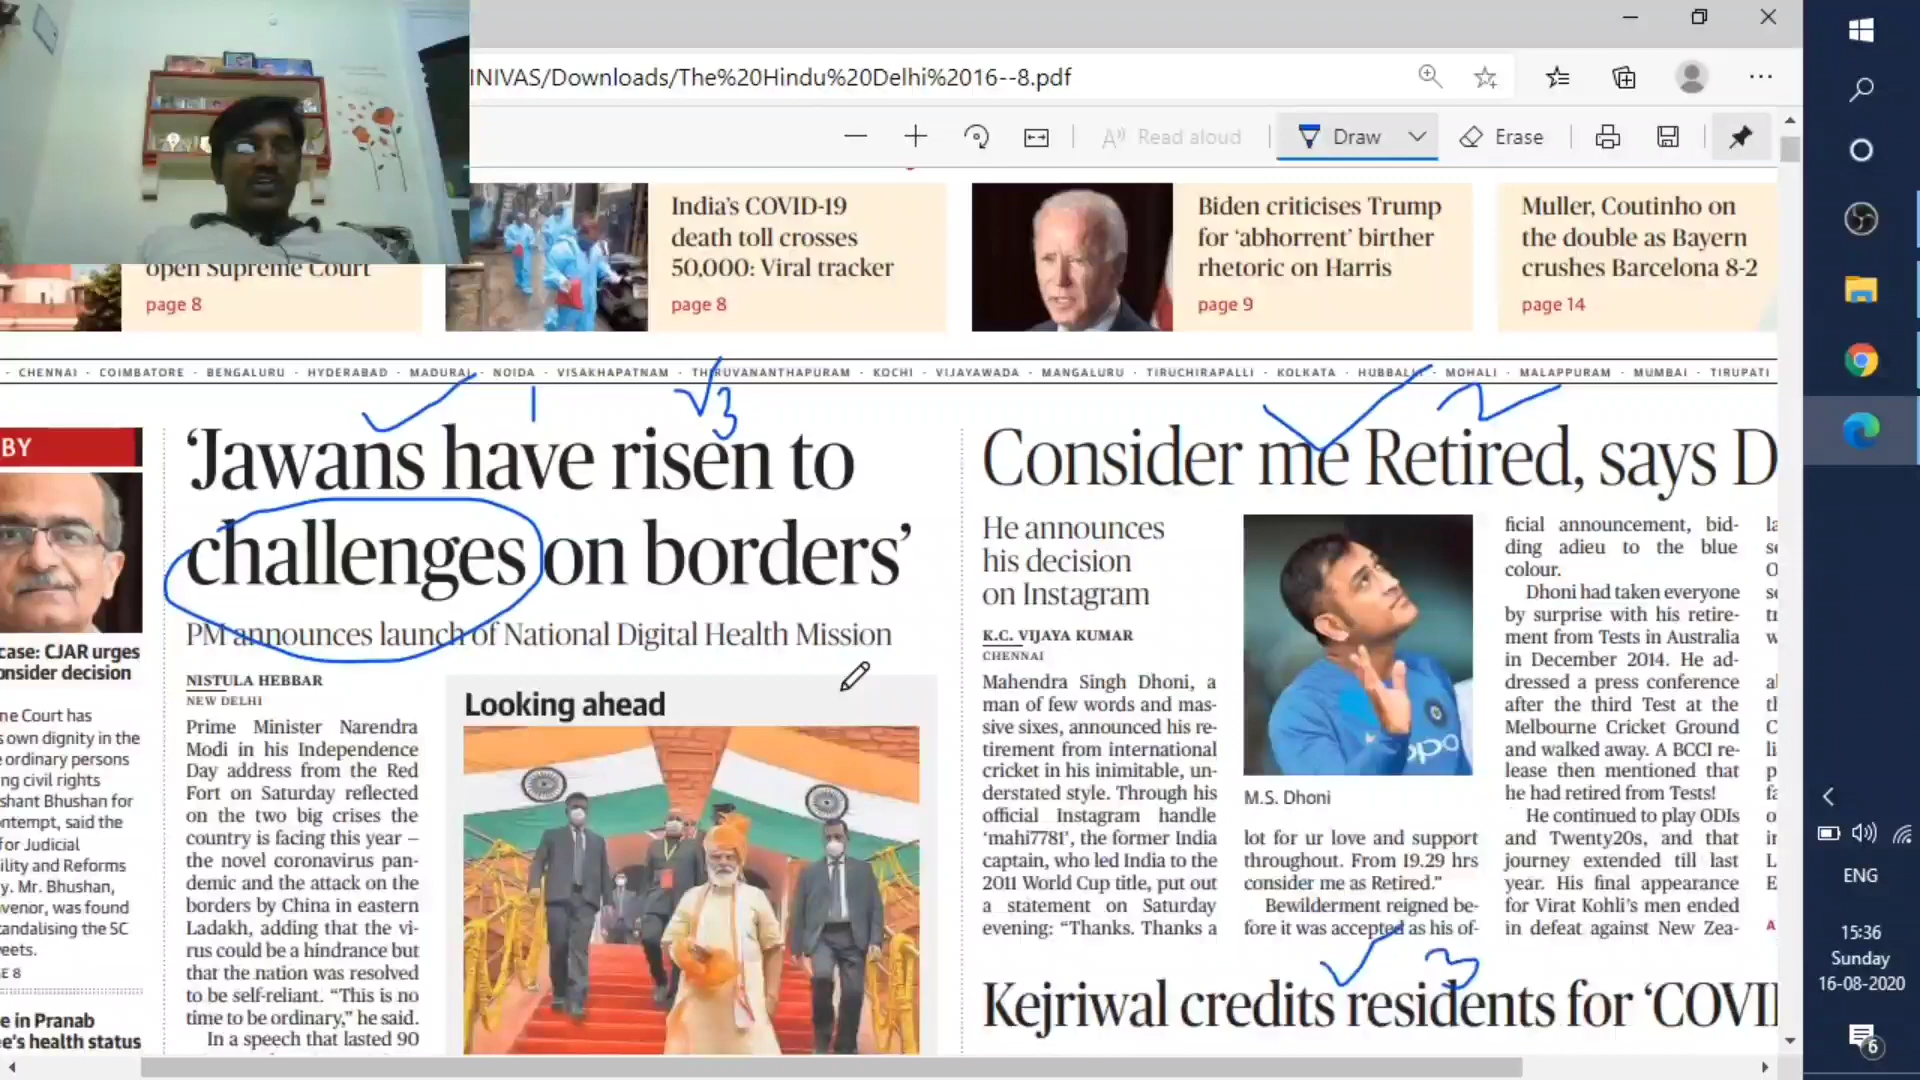 INIVAS/Downloads/The%20Hindu%20Delhi%2016--8.pdf
Read aloud
Draw
Erase
open Supreme Court
page 8
India's COVID-19
death toll crosses
50,000: Viral tracker
page 8
Biden criticises Trump
for 'abhorrent' birther
rhetoric on Harris
page 9
Muller, Coutinho on
the double as Bayern
crushes Barcelona 8-2
page 14
· CHENNAI · COIMBATORE · BENGALURU · HYDERABAD · MADURAI · NOIDA · VISAKHAPATNAM · THIRUVANANTHAPURAM · KOCHI · VIJAYAWADA · MANGALURU · TIRUCHIRAPALLI · KOLKATA · HUBBALLI · MOHALI · MALAPPURAM · MUMBAI · TIRUPATI
1
3
2
BY
case: CJAR urges
onsider decision
ne Court has
s own dignity in the
e ordinary persons
ng civil rights
shant Bhushan for
ontempt, said the
for Judicial
ility and Reforms
y. Mr. Bhushan,
venor, was found
candalising the SC
veets.
GE 8
e in Pranab
ee's health status
'Jawans have risen to
challenges on borders'
PM announces launch of National Digital Health Mission
NISTULA HEBBAR
NEW DELHI
Prime Minister Narendra
Modi in his Independence
Day address from the Red
Fort on Saturday reflected
on the two big crises the
country is facing this year –
the novel coronavirus pan-
demic and the attack on the
borders by China in eastern
Ladakh, adding that the vi-
rus could be a hindrance but
that the nation was resolved
to be self-reliant. "This is no
time to be ordinary," he said.
In a speech that lasted 90
Looking ahead
Consider me Retired, says D
He announces
his decision
on Instagram
K.C. VIJAYA KUMAR
CHENNAI
Mahendra Singh Dhoni, a
man of few words and mas-
sive sixes, announced his re-
tirement from international
cricket in his inimitable, un-
derstated style. Through his
official Instagram handle
'mahi7781', the former India
captain, who led India to the
2011 World Cup title, put out
a statement on Saturday
evening: "Thanks. Thanks a
oppo
M.S. Dhoni
lot for ur love and support
throughout. From 19.29 hrs
consider me as Retired."
Bewilderment reigned be-
fore it was accepted as his of-
ficial announcement, bid-
ding adieu to the blue
colour.
Dhoni had taken everyone
by surprise with his retire-
ment from Tests in Australia
in December 2014. He ad-
dressed a press conference
after the third Test at the
Melbourne Cricket Ground
and walked away. A BCCI re-
lease then mentioned that
he had retired from Tests!
He continued to play ODIs
and Twenty20s, and that
journey extended till last
year. His final appearance
for Virat Kohli's men ended
in defeat against New Zea-
3
Kejriwal credits residents for 'COVI
ENG
15:36
Sunday
16-08-2020
6